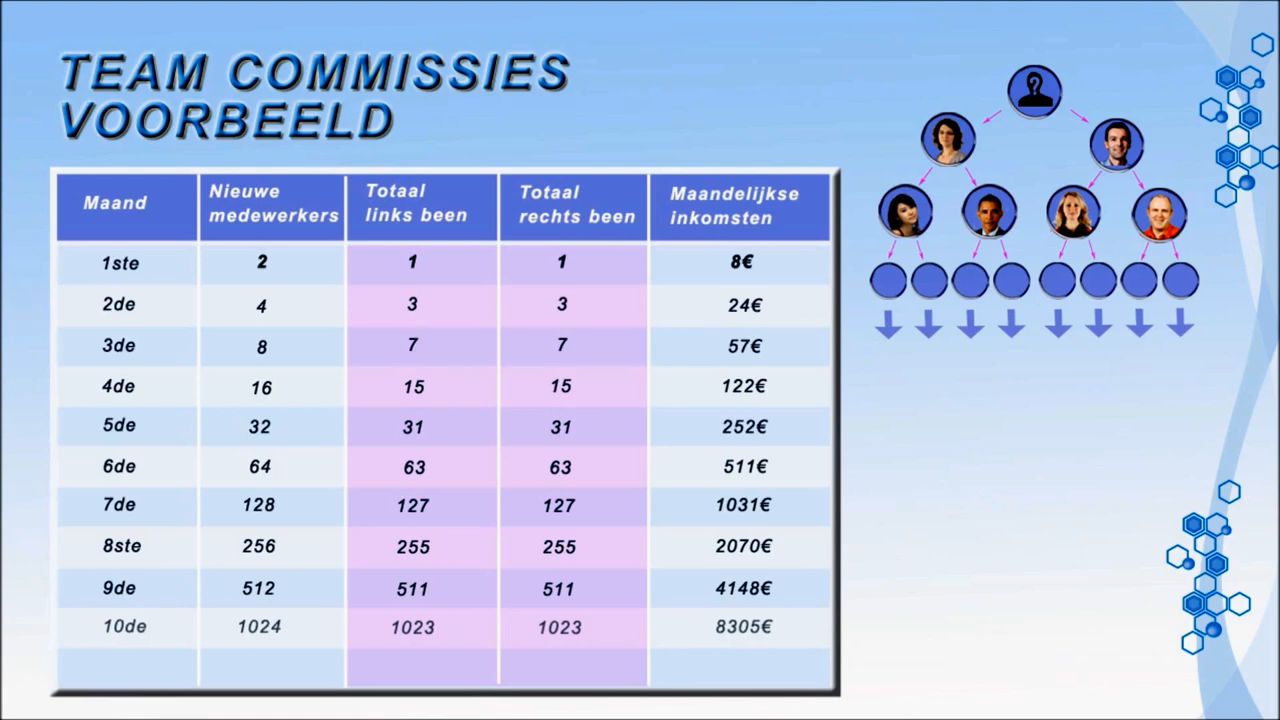 TEAM COMMISSIES
VOORBEELD
Maand Nieuwe medewerkers Totaal links been Totaal rechts been Maandelijkse inkomsten
1ste 2 1 1 8€
2de 4 3 3 24€
3de 8 7 7 57€
4de 16 15 15 122€
5de 32 31 31 252€
6de 64 63 63 511€
7de 128 127 127 1031€
8ste 256 255 255 2070€
9de 512 511 511 4148€
10de 1024 1023 1023 8305€